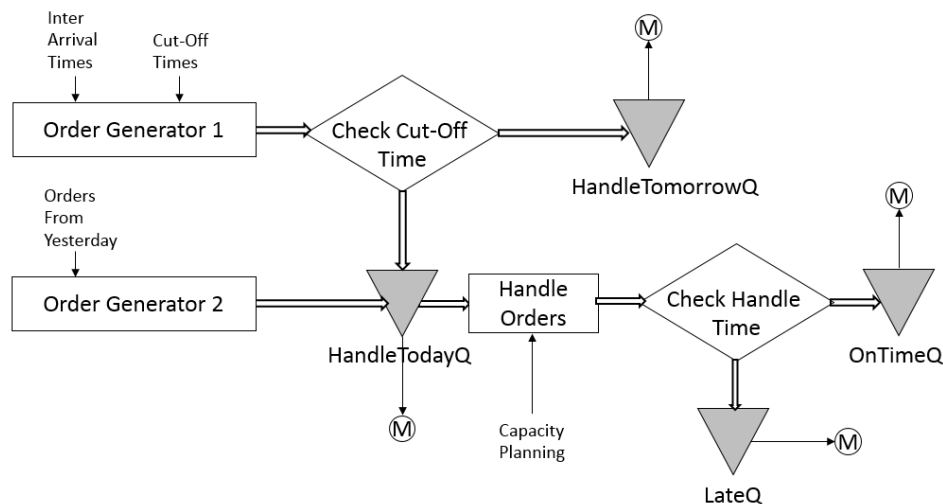 Inter
Arrival
Times
Cut-Off
Times
M
Order Generator 1
Check Cut-Off
Time
HandleTomorrowQ
Orders
From
Yesterday
M
Order Generator 2
Handle
Orders
Check Handle
Time
HandleTodayQ
OnTimeQ
M
Capacity
Planning
M
LateQ